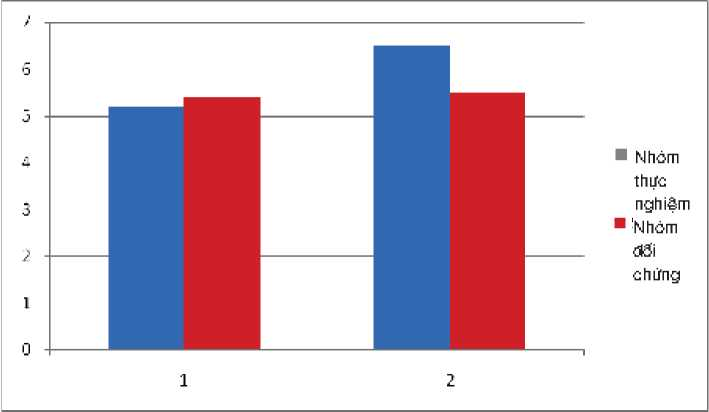 7
6
5
4
3
2
1
0
1 2
Nhóm
thực
nghiệm
Nhóm
đối
chứng